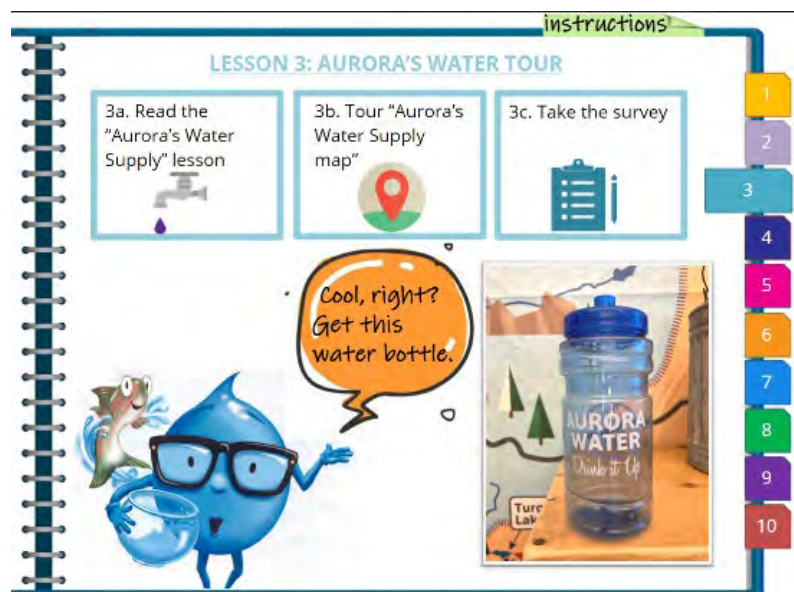 instructions
LESSON 3: AURORA'S WATER TOUR
3a. Read the
"Aurora's Water
Supply" lesson
3b. Tour "Aurora's
Water Supply
map"
3c. Take the survey
1
2
3
4
5
6
7
8
9
10
Cool, right?
Get this
water bottle.
AURORA
WATER
Drink it Up